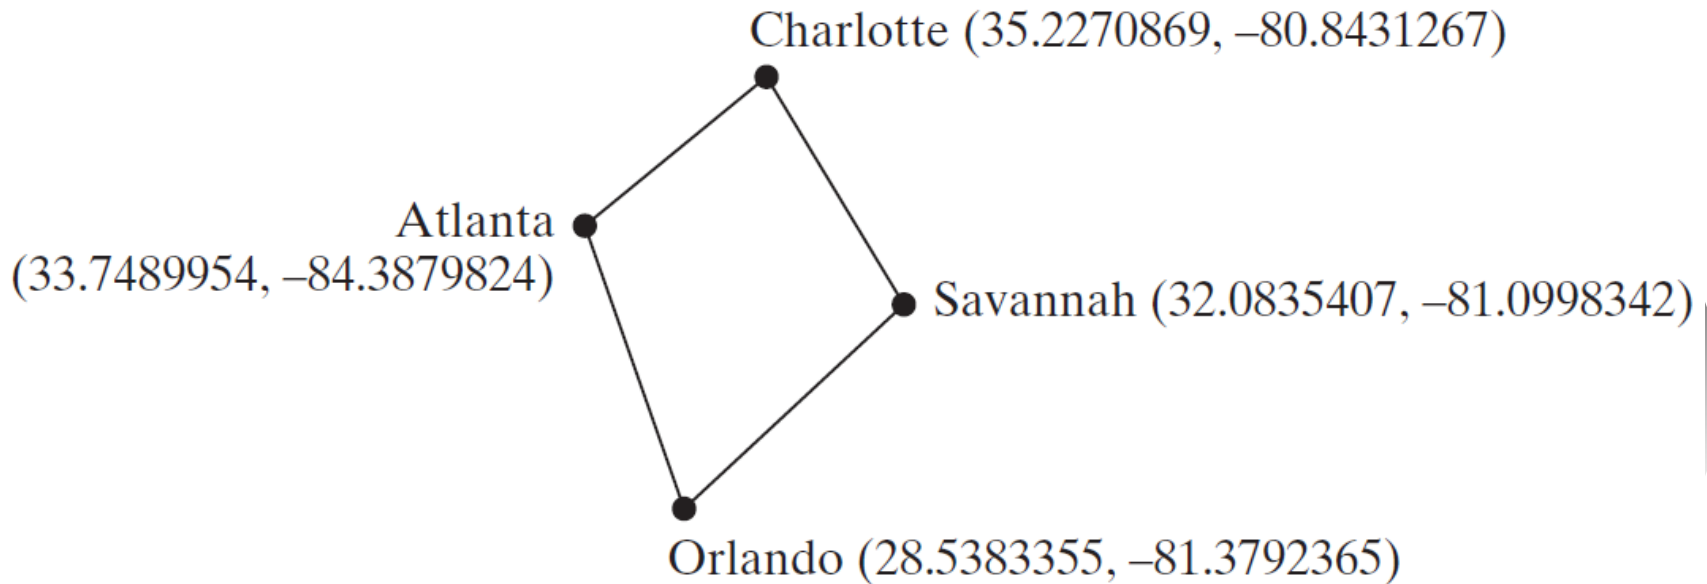 Charlotte (35.2270869, –80.8431267)
Atlanta
(33.7489954, –84.3879824)
Savannah (32.0835407, –81.0998342)
Orlando (28.5383355, –81.3792365)